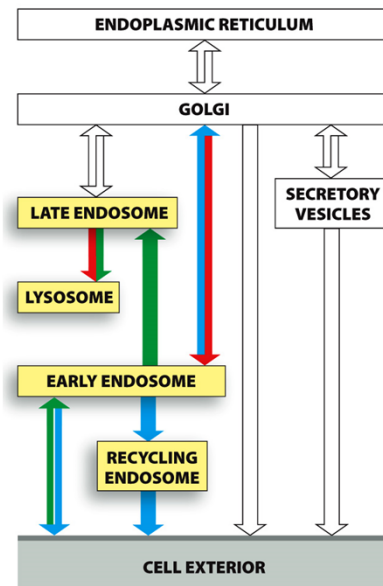 ENDOPLASMIC RETICULUM
GOLGI
LATE ENDOSOME
SECRETORY
VESICLES
LYSOSOME
EARLY ENDOSOME
RECYCLING
ENDOSOME
CELL EXTERIOR